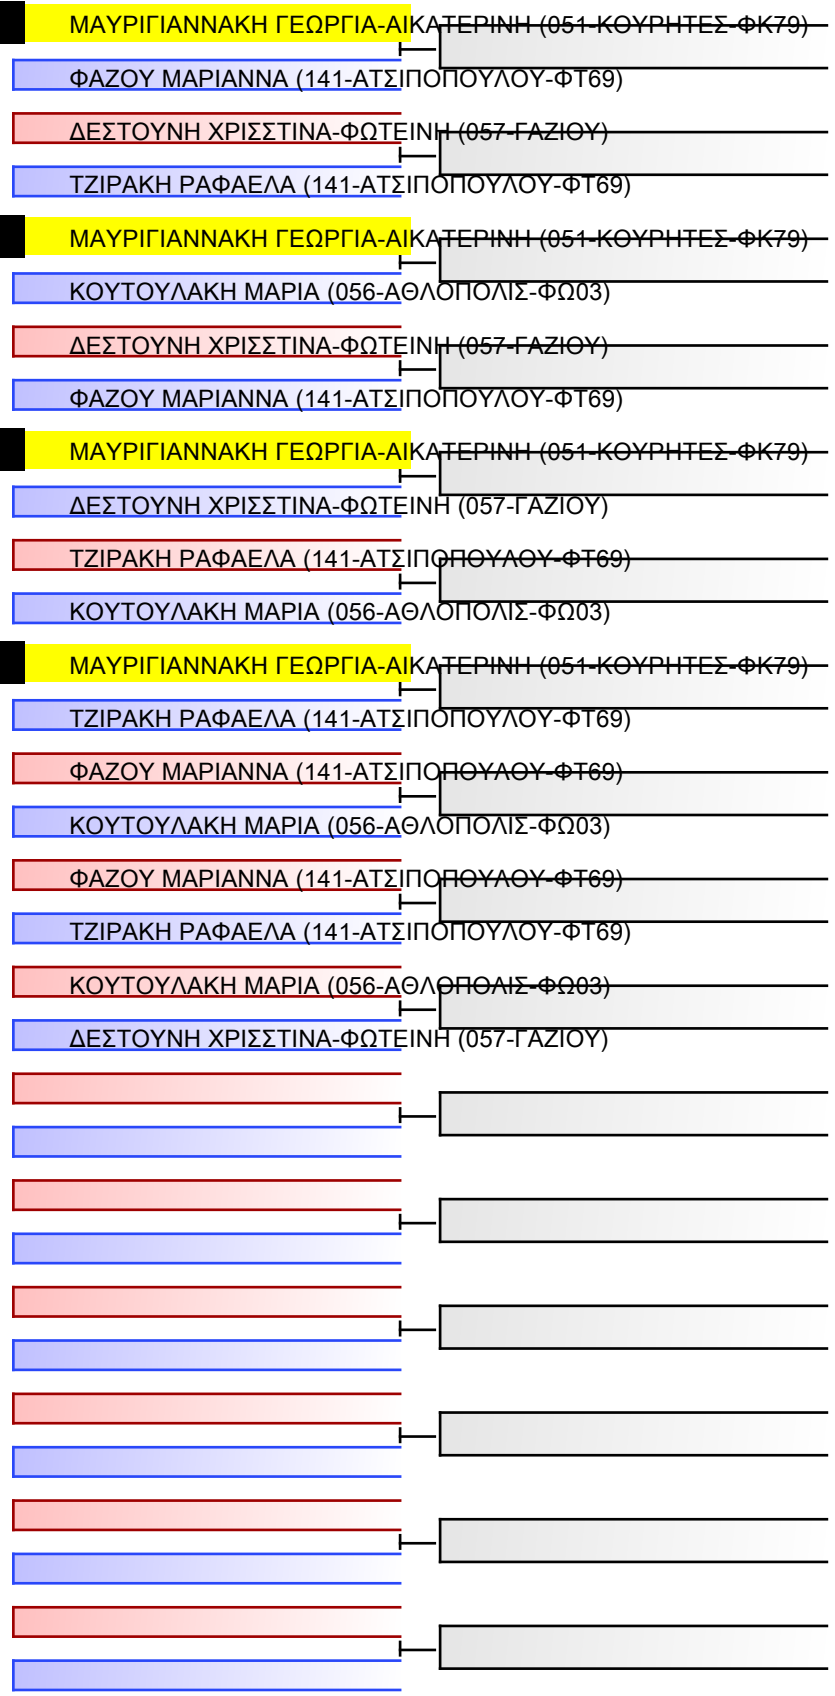 ΜΑΥΡΙΓΙΑΝΝΑΚΗ ΓΕΩΡΓΙΑ-ΑΙΚΑΤΕΡΙΝΗ (051-ΚΟΥΡΗΤΕΣ-ΦΚ79)
ΦΑΖΟΥ ΜΑΡΙΑΝΝΑ (141-ΑΤΣΙΠΟΠΟΥΛΟΥ-ΦΤ69)
ΔΕΣΤΟΥΝΗ ΧΡΙΣΣΤΙΝΑ-ΦΩΤΕΙΝΗ (057-ΓΑΖΙΟΥ)
ΤΖΙΡΑΚΗ ΡΑΦΑΕΛΑ (141-ΑΤΣΙΠΟΠΟΥΛΟΥ-ΦΤ69)
ΜΑΥΡΙΓΙΑΝΝΑΚΗ ΓΕΩΡΓΙΑ-ΑΙΚΑΤΕΡΙΝΗ (051-ΚΟΥΡΗΤΕΣ-ΦΚ79)
ΚΟΥΤΟΥΛΑΚΗ ΜΑΡΙΑ (056-ΑΘΛΟΠΟΛΙΣ-ΦΩ03)
ΔΕΣΤΟΥΝΗ ΧΡΙΣΣΤΙΝΑ-ΦΩΤΕΙΝΗ (057-ΓΑΖΙΟΥ)
ΦΑΖΟΥ ΜΑΡΙΑΝΝΑ (141-ΑΤΣΙΠΟΠΟΥΛΟΥ-ΦΤ69)
ΜΑΥΡΙΓΙΑΝΝΑΚΗ ΓΕΩΡΓΙΑ-ΑΙΚΑΤΕΡΙΝΗ (051-ΚΟΥΡΗΤΕΣ-ΦΚ79)
ΔΕΣΤΟΥΝΗ ΧΡΙΣΣΤΙΝΑ-ΦΩΤΕΙΝΗ (057-ΓΑΖΙΟΥ)
ΤΖΙΡΑΚΗ ΡΑΦΑΕΛΑ (141-ΑΤΣΙΠΟΠΟΥΛΟΥ-ΦΤ69)
ΚΟΥΤΟΥΛΑΚΗ ΜΑΡΙΑ (056-ΑΘΛΟΠΟΛΙΣ-ΦΩ03)
ΜΑΥΡΙΓΙΑΝΝΑΚΗ ΓΕΩΡΓΙΑ-ΑΙΚΑΤΕΡΙΝΗ (051-ΚΟΥΡΗΤΕΣ-ΦΚ79)
ΤΖΙΡΑΚΗ ΡΑΦΑΕΛΑ (141-ΑΤΣΙΠΟΠΟΥΛΟΥ-ΦΤ69)
ΦΑΖΟΥ ΜΑΡΙΑΝΝΑ (141-ΑΤΣΙΠΟΠΟΥΛΟΥ-ΦΤ69)
ΚΟΥΤΟΥΛΑΚΗ ΜΑΡΙΑ (056-ΑΘΛΟΠΟΛΙΣ-ΦΩ03)
ΦΑΖΟΥ ΜΑΡΙΑΝΝΑ (141-ΑΤΣΙΠΟΠΟΥΛΟΥ-ΦΤ69)
ΤΖΙΡΑΚΗ ΡΑΦΑΕΛΑ (141-ΑΤΣΙΠΟΠΟΥΛΟΥ-ΦΤ69)
ΚΟΥΤΟΥΛΑΚΗ ΜΑΡΙΑ (056-ΑΘΛΟΠΟΛΙΣ-ΦΩ03)
ΔΕΣΤΟΥΝΗ ΧΡΙΣΣΤΙΝΑ-ΦΩΤΕΙΝΗ (057-ΓΑΖΙΟΥ)